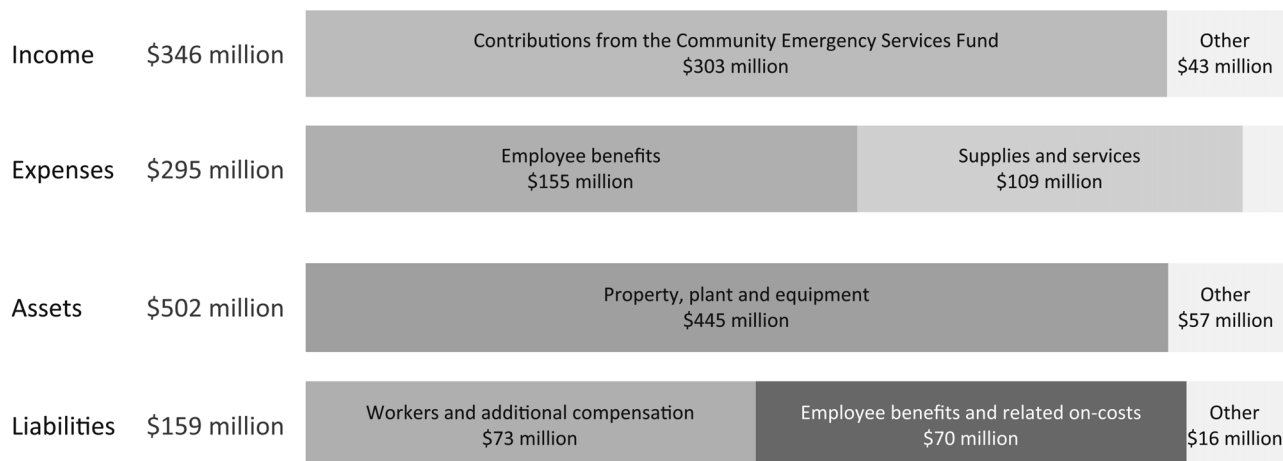 Income $346 million
Contributions from the Community Emergency Services Fund
$303 million
Other
$43 million
Expenses $295 million
Employee benefits
$155 million
Supplies and services
$109 million
Assets $502 million
Property, plant and equipment
$445 million
Other
$57 million
Liabilities $159 million
Workers and additional compensation
$73 million
Employee benefits and related on-costs
$70 million
Other
$16 million